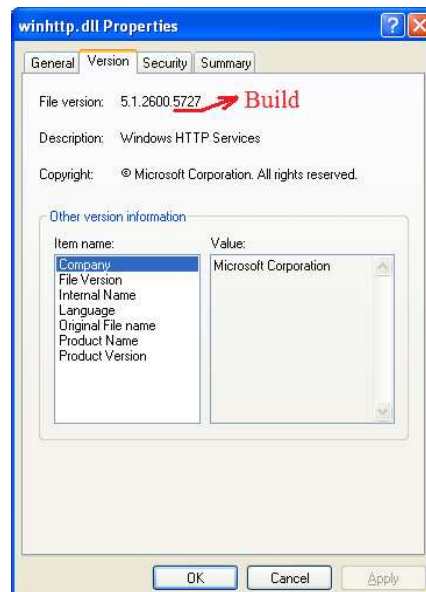 winhttp.dll Properties
General Version Security Summary
File version: 5.1.2600.5727 Build
Description: Windows HTTP Services
Copyright: © Microsoft Corporation. All rights reserved.
Other version information
Item name: Value:
Company Microsoft Corporation
File Version
Internal Name
Language
Original File name
Product Name
Product Version
OK Cancel Apply